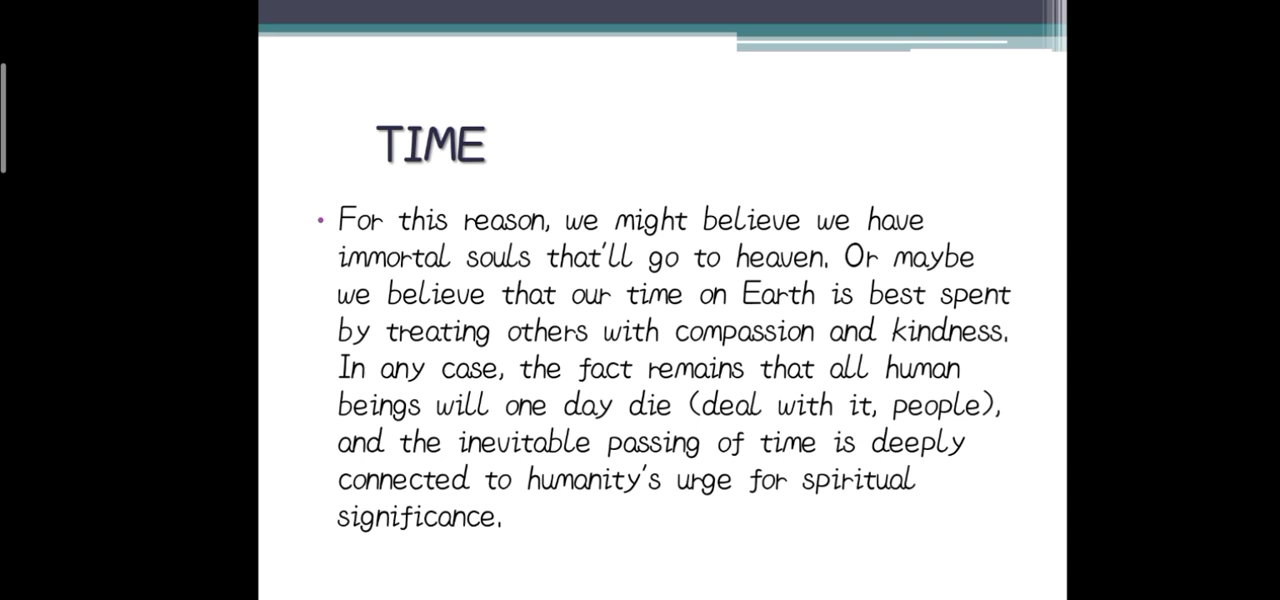 TIME
• For this reason, we might believe we have
immortal souls that'll go to heaven. Or maybe
we believe that our time on Earth is best spent
by treating others with compassion and kindness.
In any case, the fact remains that all human
beings will one day die (deal with it, people),
and the inevitable passing of time is deeply
connected to humanity's urge for spiritual
significance.